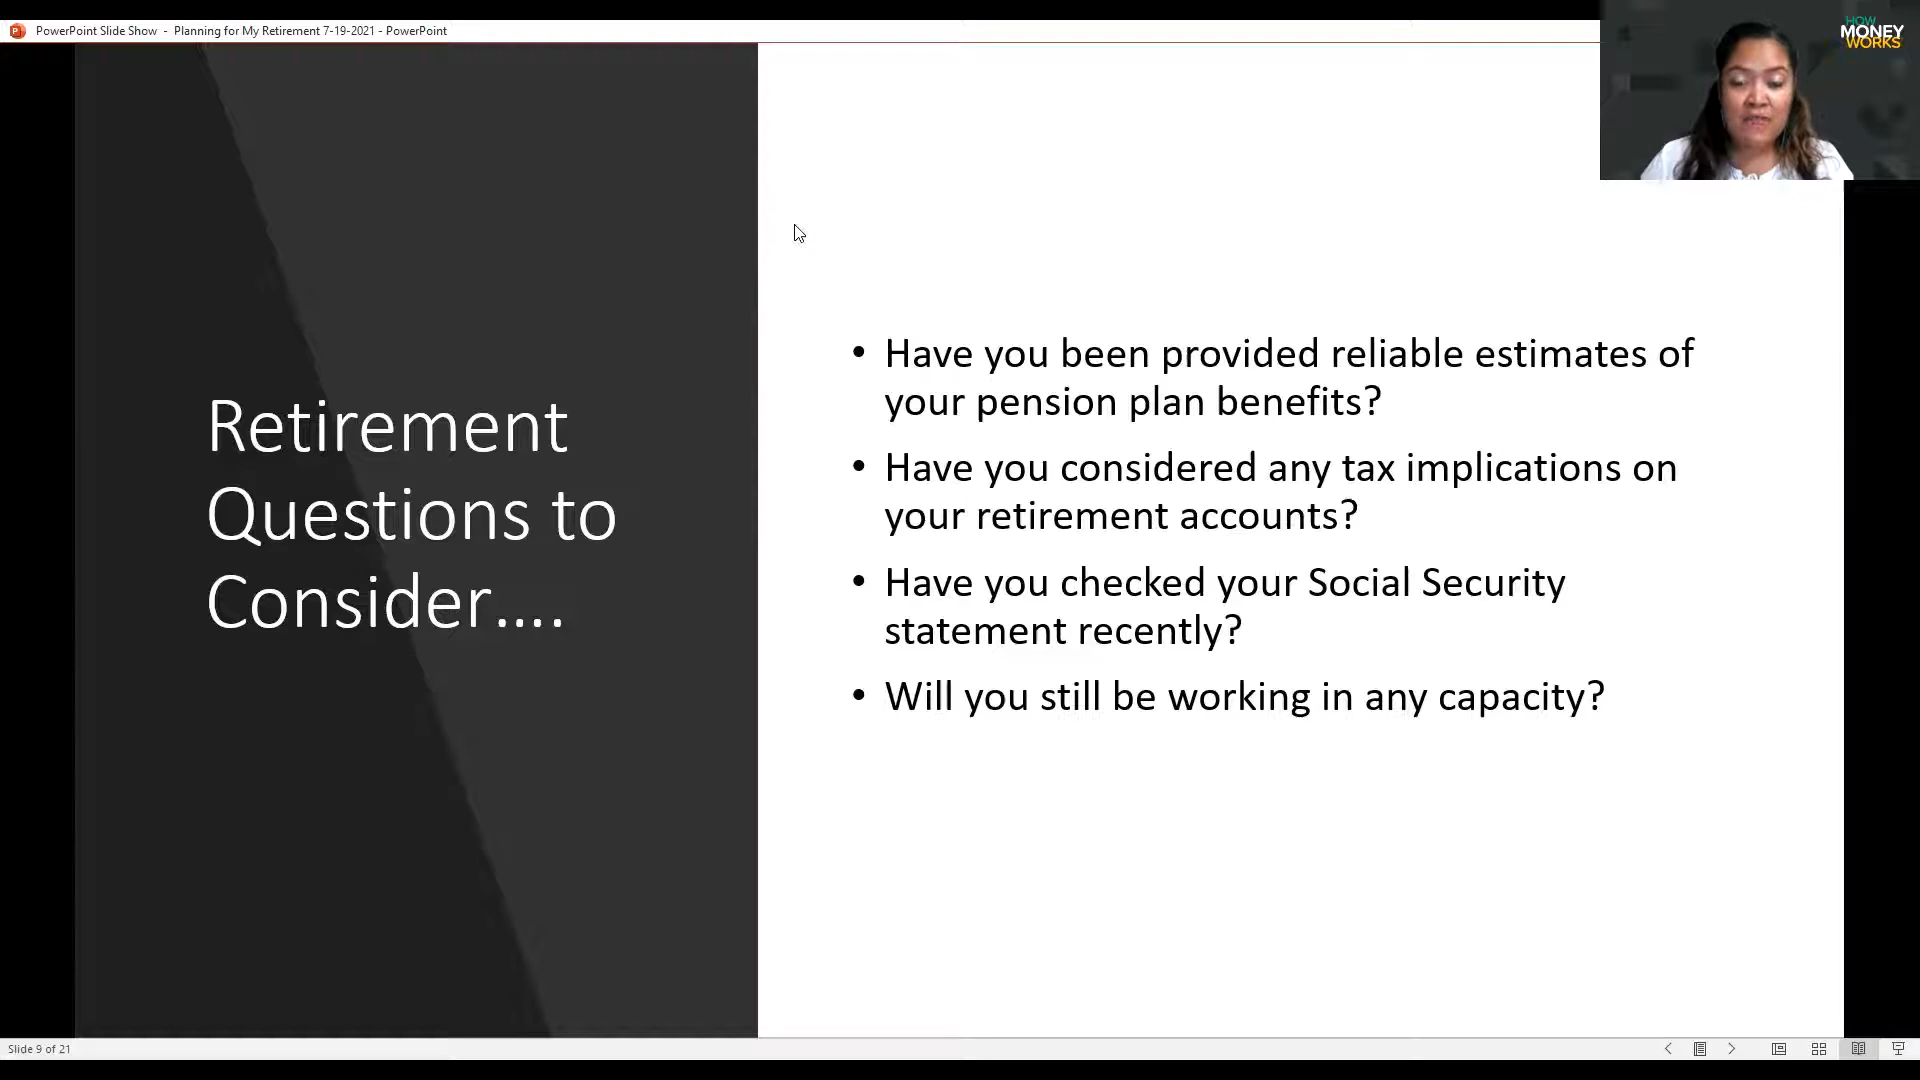 PowerPoint Slide Show - Planning for My Retirement 7-19-2021 - PowerPoint
HOW
MONEY
WORKS
Retirement
Questions to
Consider....
• Have you been provided reliable estimates of
your pension plan benefits?
• Have you considered any tax implications on
your retirement accounts?
• Have you checked your Social Security
statement recently?
• Will you still be working in any capacity?
Slide 9 of 21